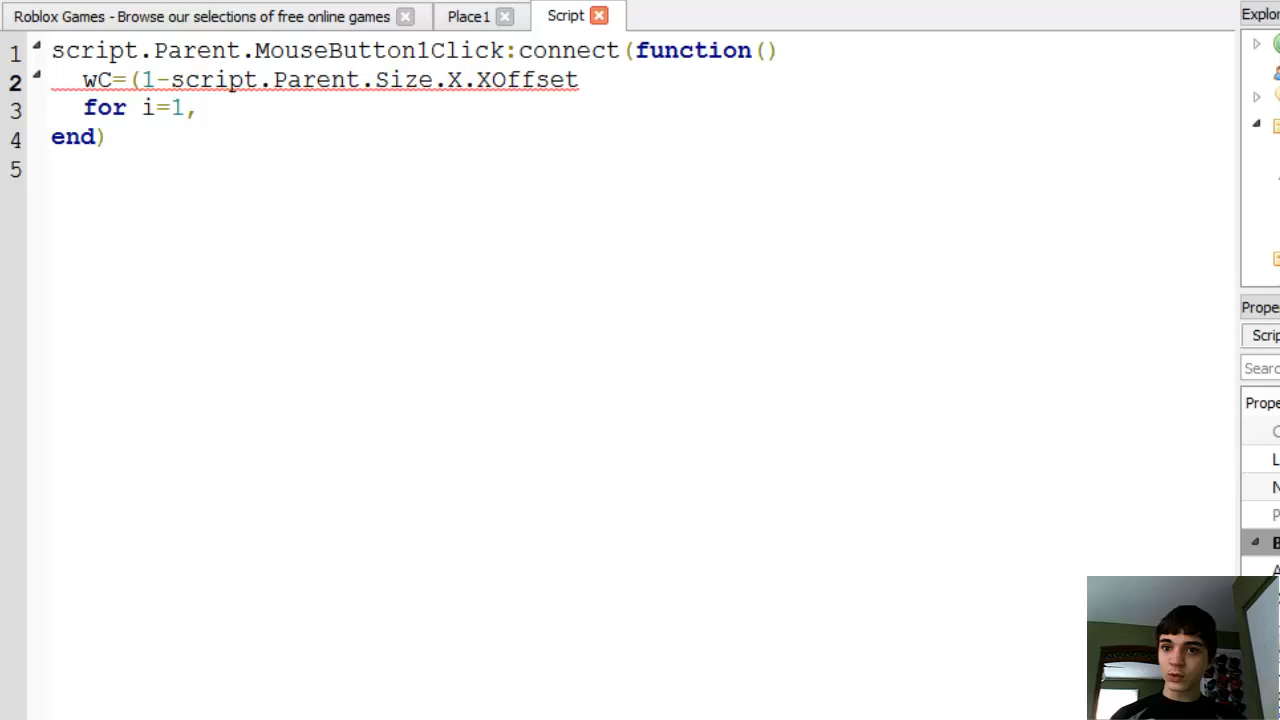 Roblox Games - Browse our selections of free online games
Place1
Script
Explor
1 script.Parent.MouseButton1Click:connect(function()
2 wC=(1-script.Parent.Size.X.XOffset
3 for i=1,
4 end)
5
Prope
Scrip
Searc
Prope
L
N
P
B
A